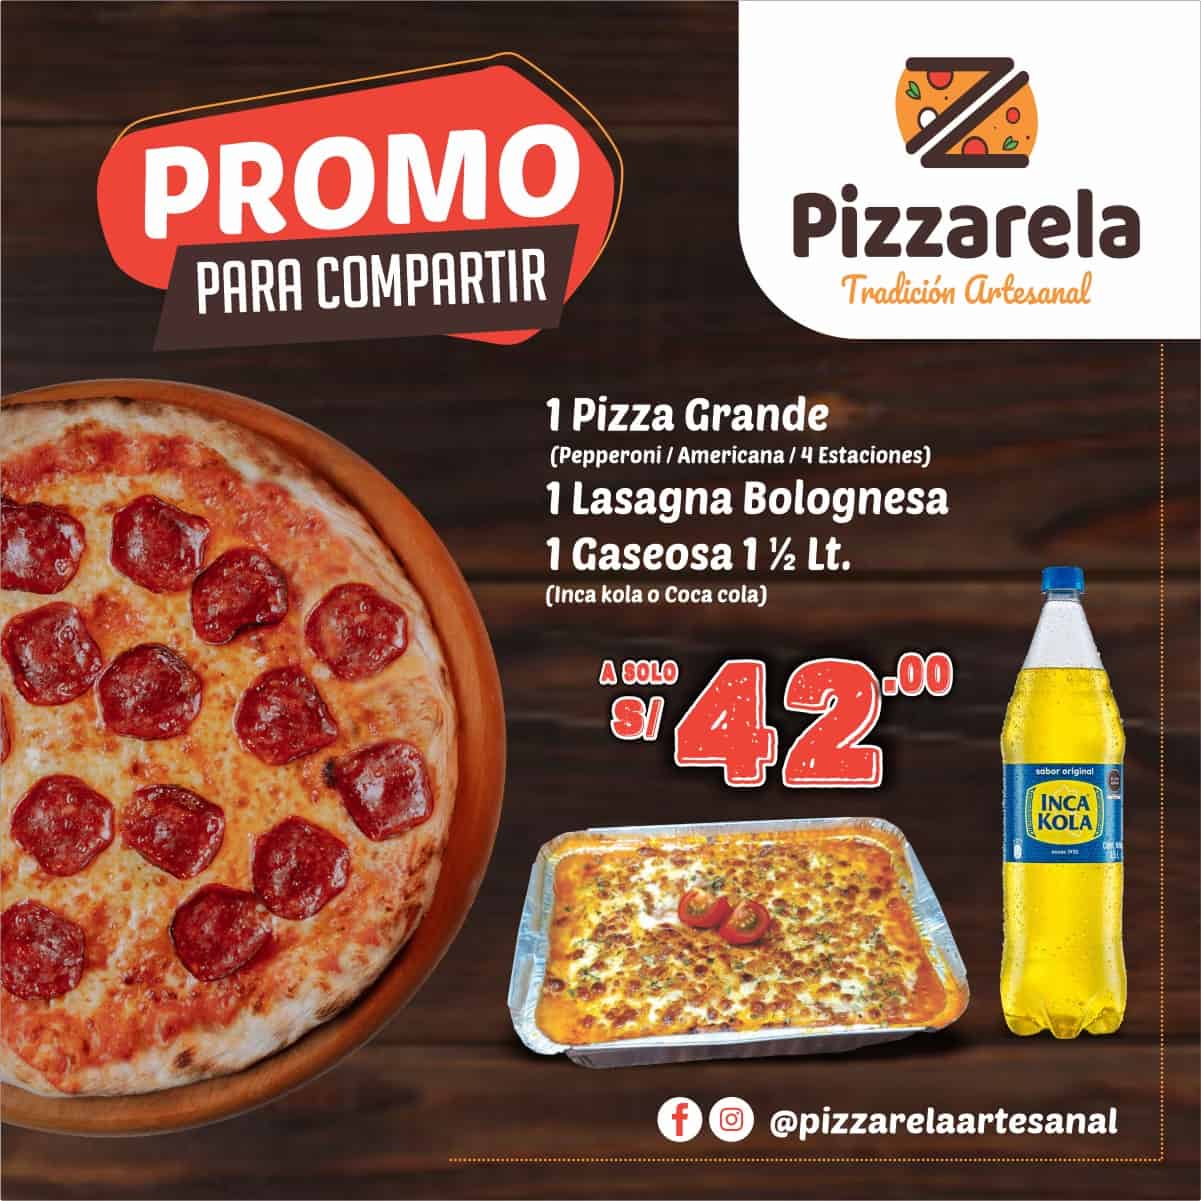 PROMO
PARA COMPARTIR
Pizzarela
Tradición Artesanal
1 Pizza Grande
(Pepperoni / Americana / 4 Estaciones)
1 Lasagna Bolognesa
1 Gaseosa 1 ½ Lt.
(Inca kola o Coca cola)
A SOLO
S/ 42.00
sabor original
INCA
KOLA
@pizzarelaartesanal